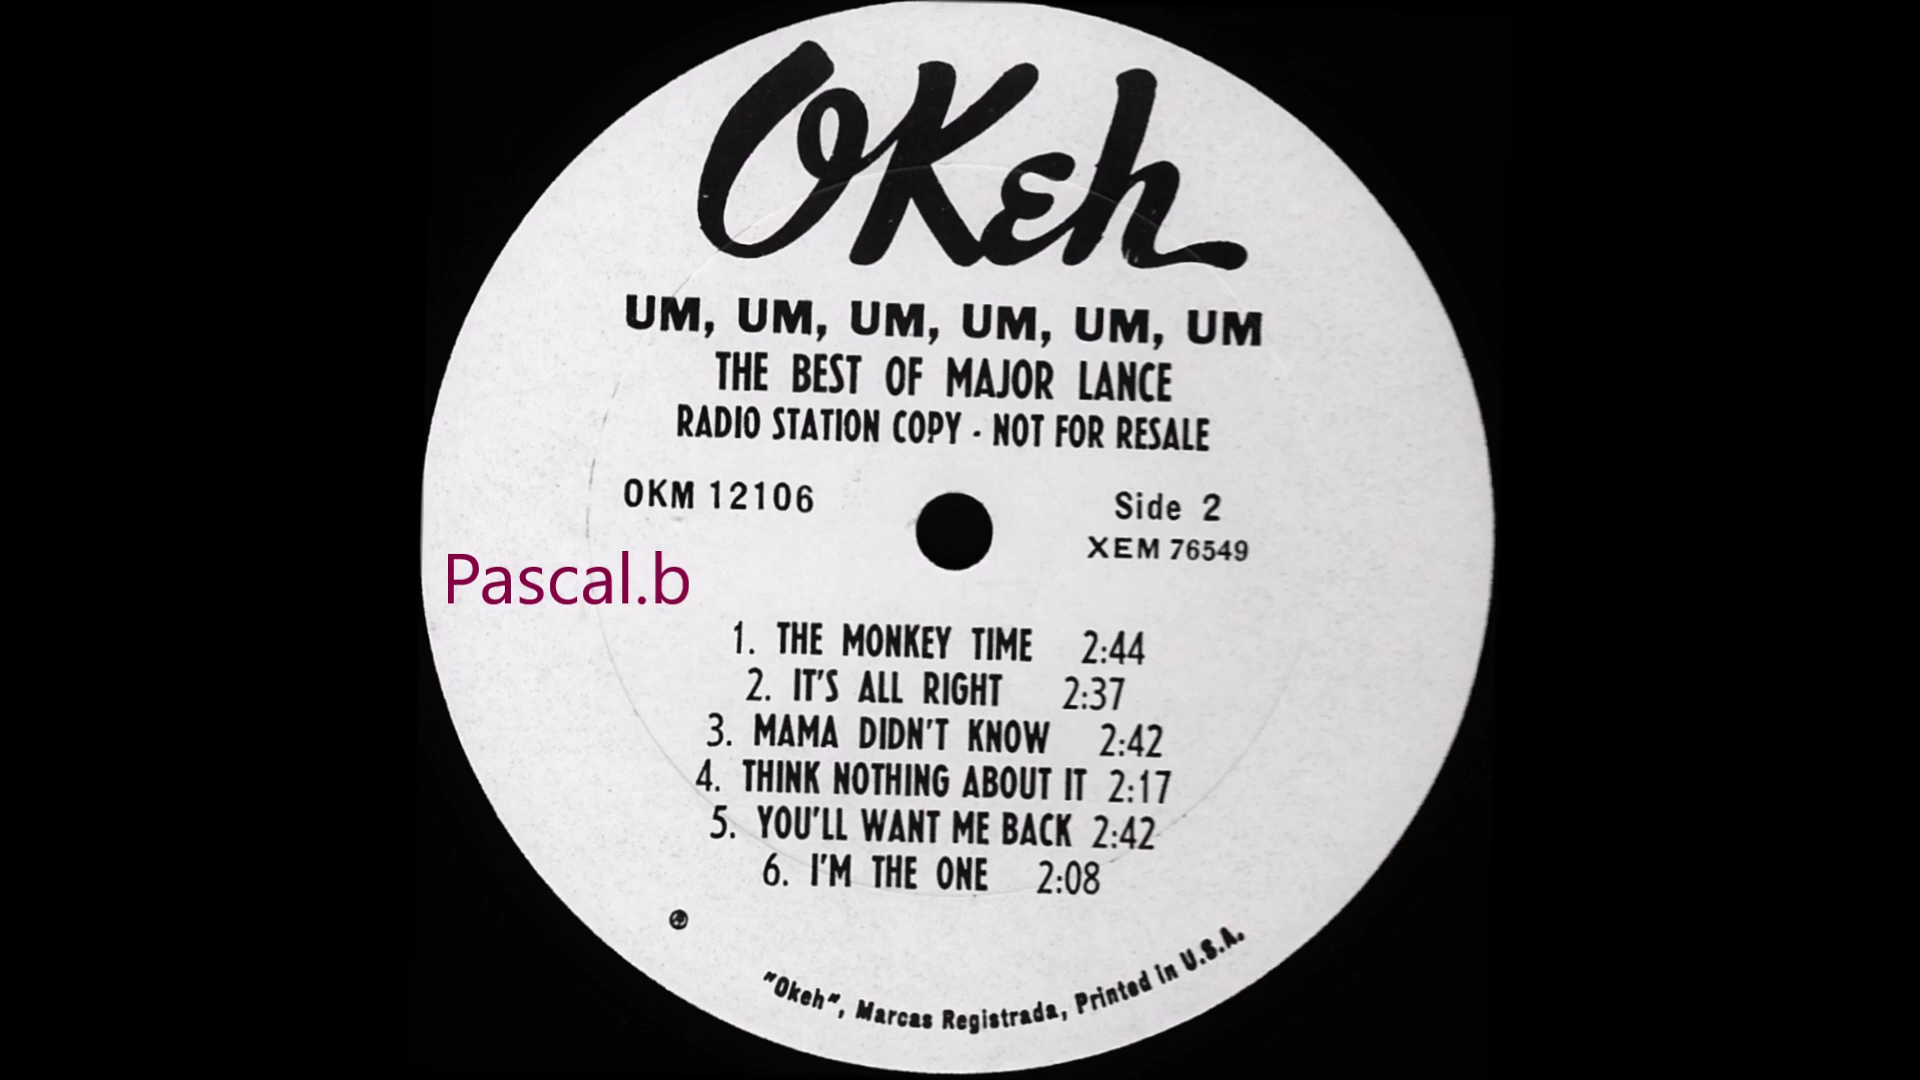 OKeh
UM, UM, UM, UM, UM, UM
THE BEST OF MAJOR LANCE
RADIO STATION COPY - NOT FOR RESALE
OKM 12106
Side 2
XEM 76549
Pascal.b
1. THE MONKEY TIME 2:44
2. IT'S ALL RIGHT 2:37
3. MAMA DIDN'T KNOW 2:42
4. THINK NOTHING ABOUT IT 2:17
5. YOU'LL WANT ME BACK 2:42
6. I'M THE ONE 2:08
"Okeh", Marcas Registrada, Printed in U.S.A.